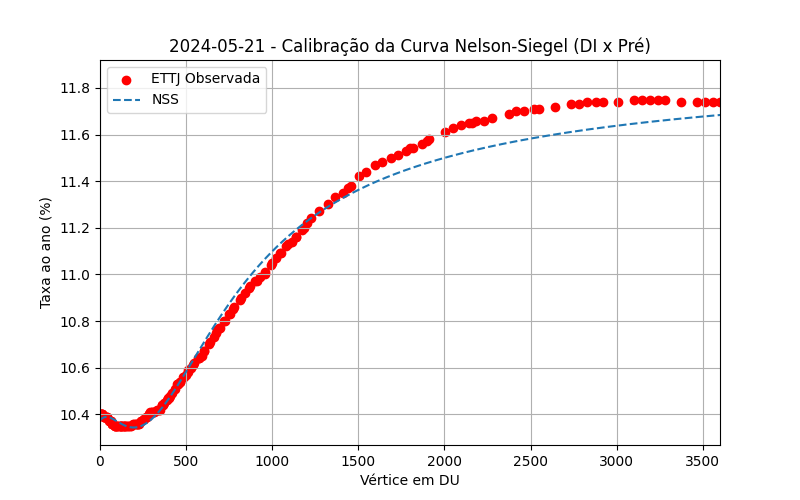 2024-05-21 - Calibração da Curva Nelson-Siegel (DI x Pré)
ETTJ Observada
NSS
Taxa ao ano (%)
11.8
11.6
11.4
11.2
11.0
10.8
10.6
10.4
0 500 1000 1500 2000 2500 3000 3500
Vértice em DU